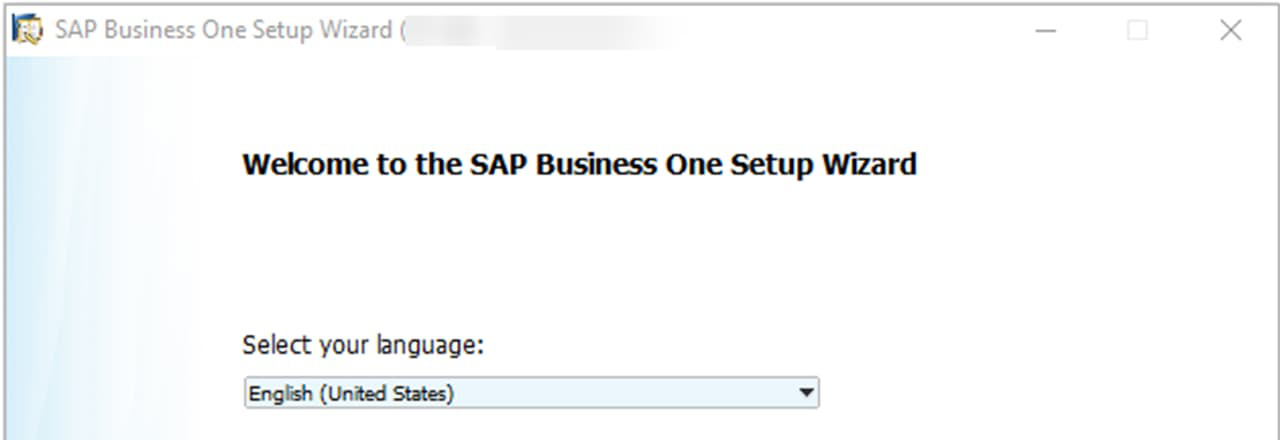 SAP Business One Setup Wizard (
Welcome to the SAP Business One Setup Wizard
Select your language:
English (United States)